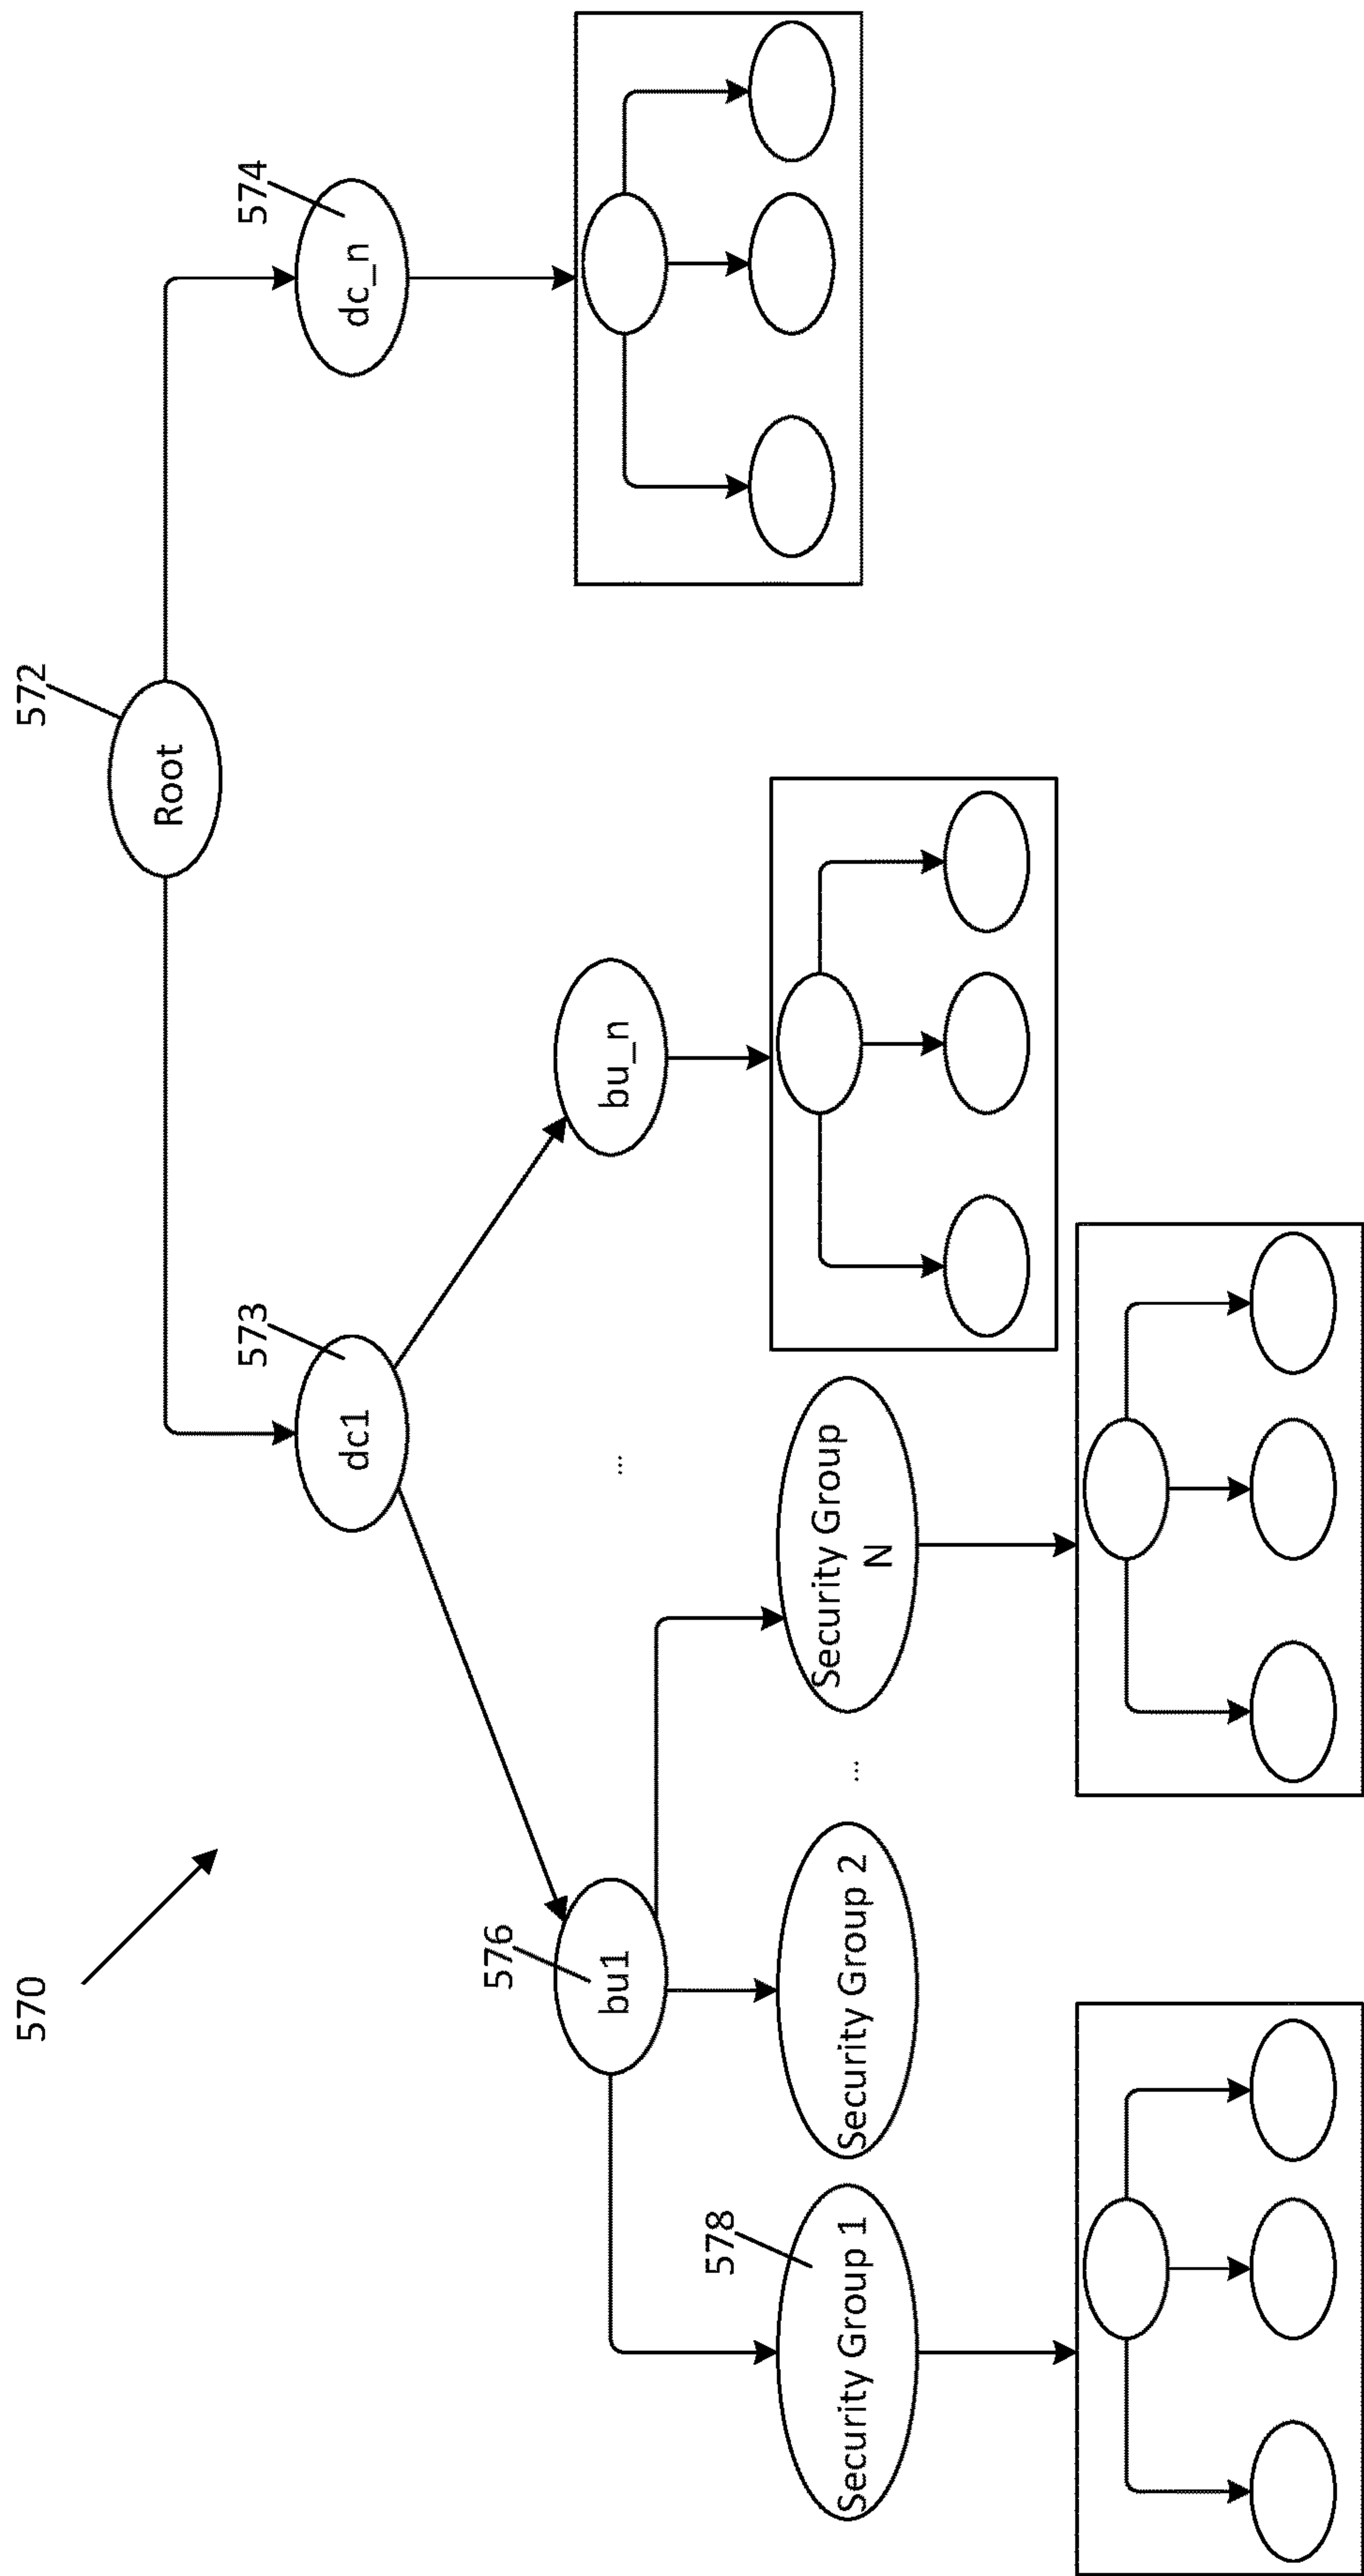 570
572
Root
573
dc1
574
dc_n
576
bu1
...
bu_n
578
Security Group 1
Security Group 2
...
Security Group
N